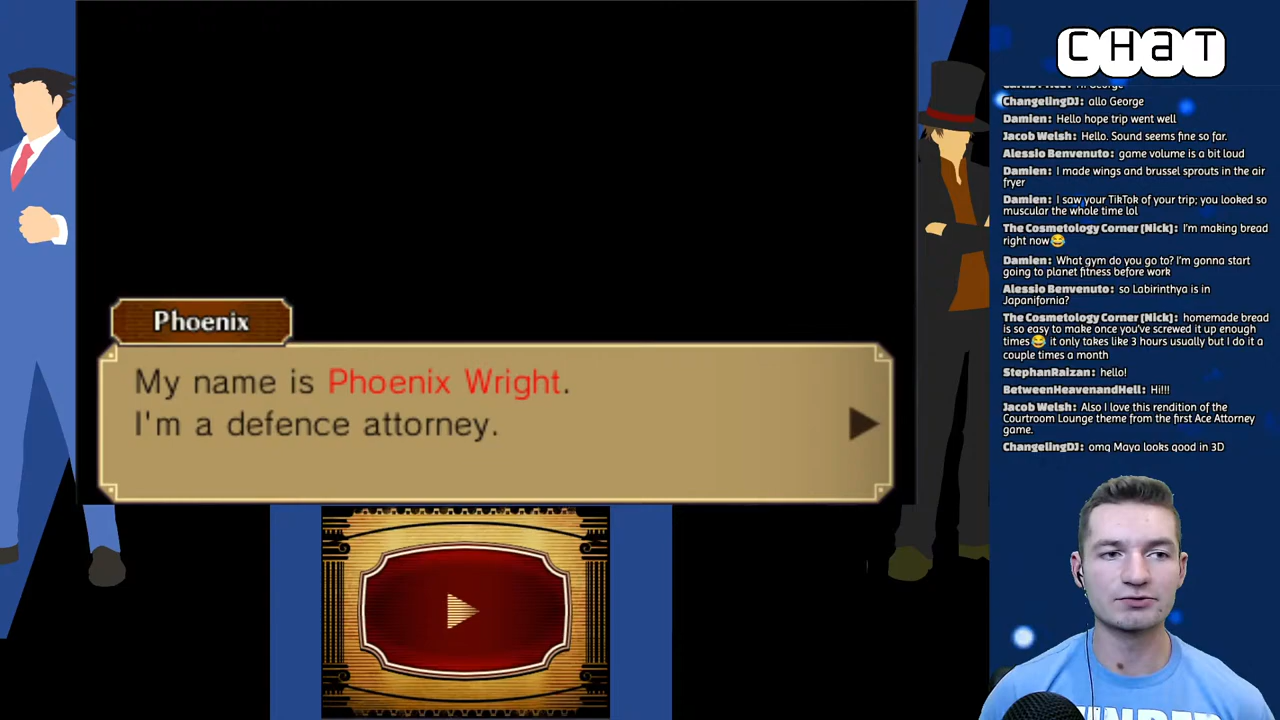 Phoenix
My name is Phoenix Wright.
I'm a defence attorney.
CHaT
ChangelingDJ: allo George
Damien: Hello hope trip went well
Jacob Welsh: Hello. Sound seems fine so far.
Alessio Benvenuto: game volume is a bit loud
Damien: I made wings and brussel sprouts in the air
fryer
Damien: I saw your TikTok of your trip; you looked so
muscular the whole time lol
The Cosmetology Corner (Nick): I'm making bread
right now😂
Damien: What gym do you go to? I'm gonna start
going to planet fitness before work
Alessio Benvenuto: so Labirinthya is in
Japanifornia?
The Cosmetology Corner (Nick): homemade bread
is so easy to make once you've screwed it up enough
times😂 it only takes like 3 hours usually but I do it a
couple times a month
StephanRaizan: hello!
BetweenHeavenandHell: Hi!!!
Jacob Welsh: Also I love this rendition of the
Courtroom Lounge theme from the first Ace Attorney
game.
ChangelingDJ: omg Maya looks good in 3D